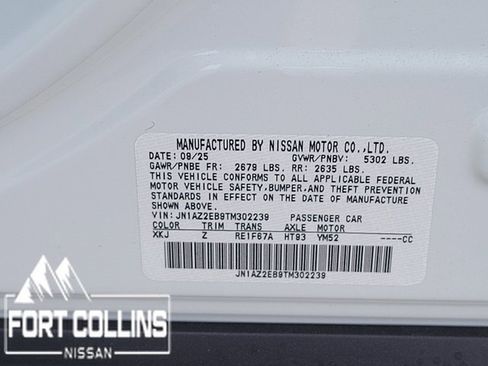 MANUFACTURED BY NISSAN MOTOR CO.,LTD.
DATE: 09/25 GVWR/PNBV: 5302 LBS.
GAWR/PNBE FR: 2679 LBS. RR: 2635 LBS.
THIS VEHICLE CONFORMS TO ALL APPLICABLE FEDERAL
MOTOR VEHICLE SAFETY,BUMPER,AND THEFT PREVENTION
STANDARDS IN EFFECT ON THE DATE OF MANUFACTURE
SHOWN ABOVE.
VIN: JN1AZ2EB9TM302239 PASSENGER CAR
COLOR TRIM TRANS AXLE MOTOR
XKJ Z RE1F67A HT93 YM52 ----CC
JN1AZ2EB9TM302239
FORT COLLINS
NISSAN